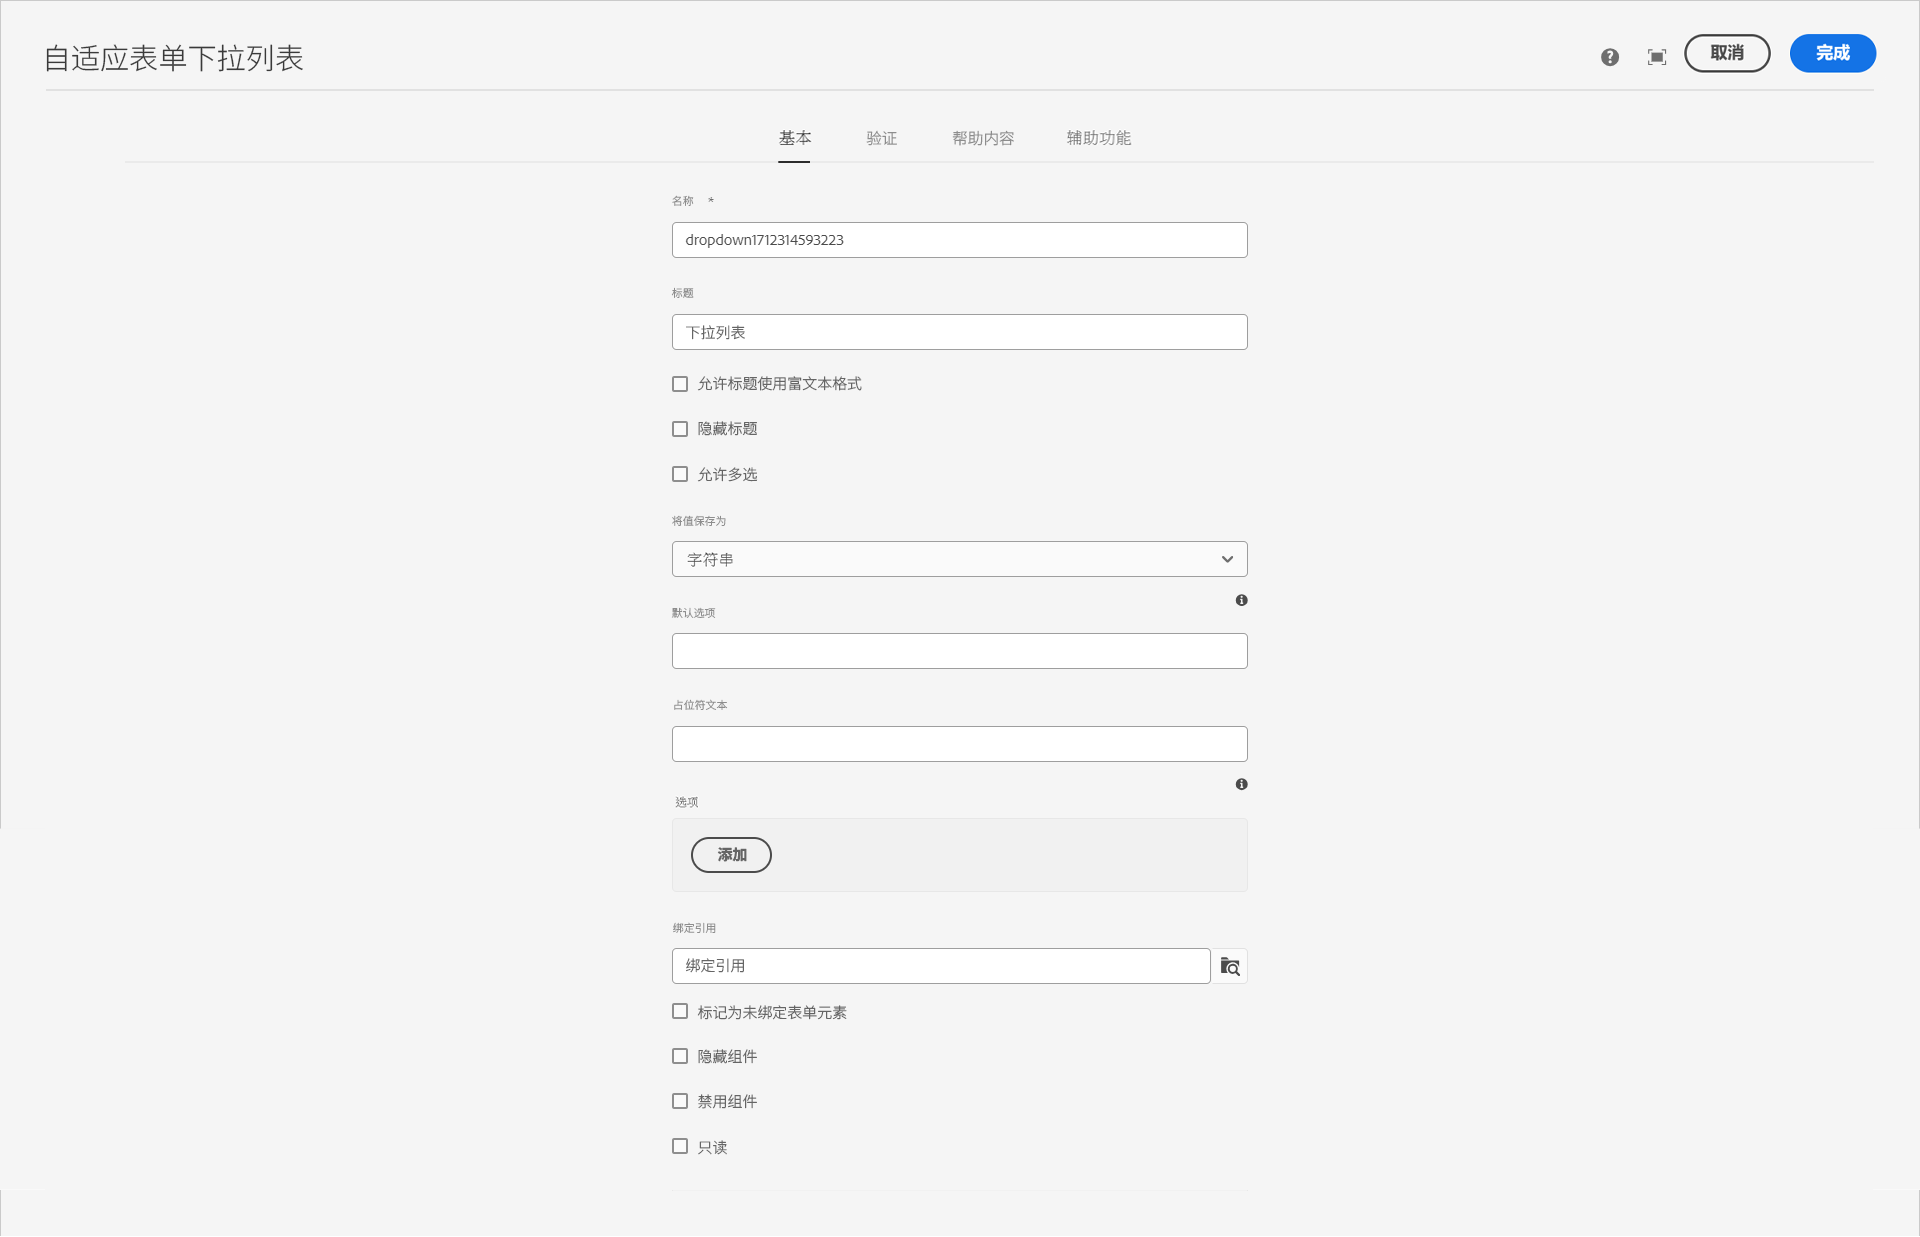 自适应表单下拉列表
取消
完成
基本
验证
帮助内容
辅助功能
名称 *
dropdown1712314593223
标题
下拉列表
允许标题使用富文本格式
隐藏标题
允许多选
将值保存为
字符串
默认选项
占位符文本
选项
添加
绑定引用
绑定引用
标记为未绑定表单元素
隐藏组件
禁用组件
只读